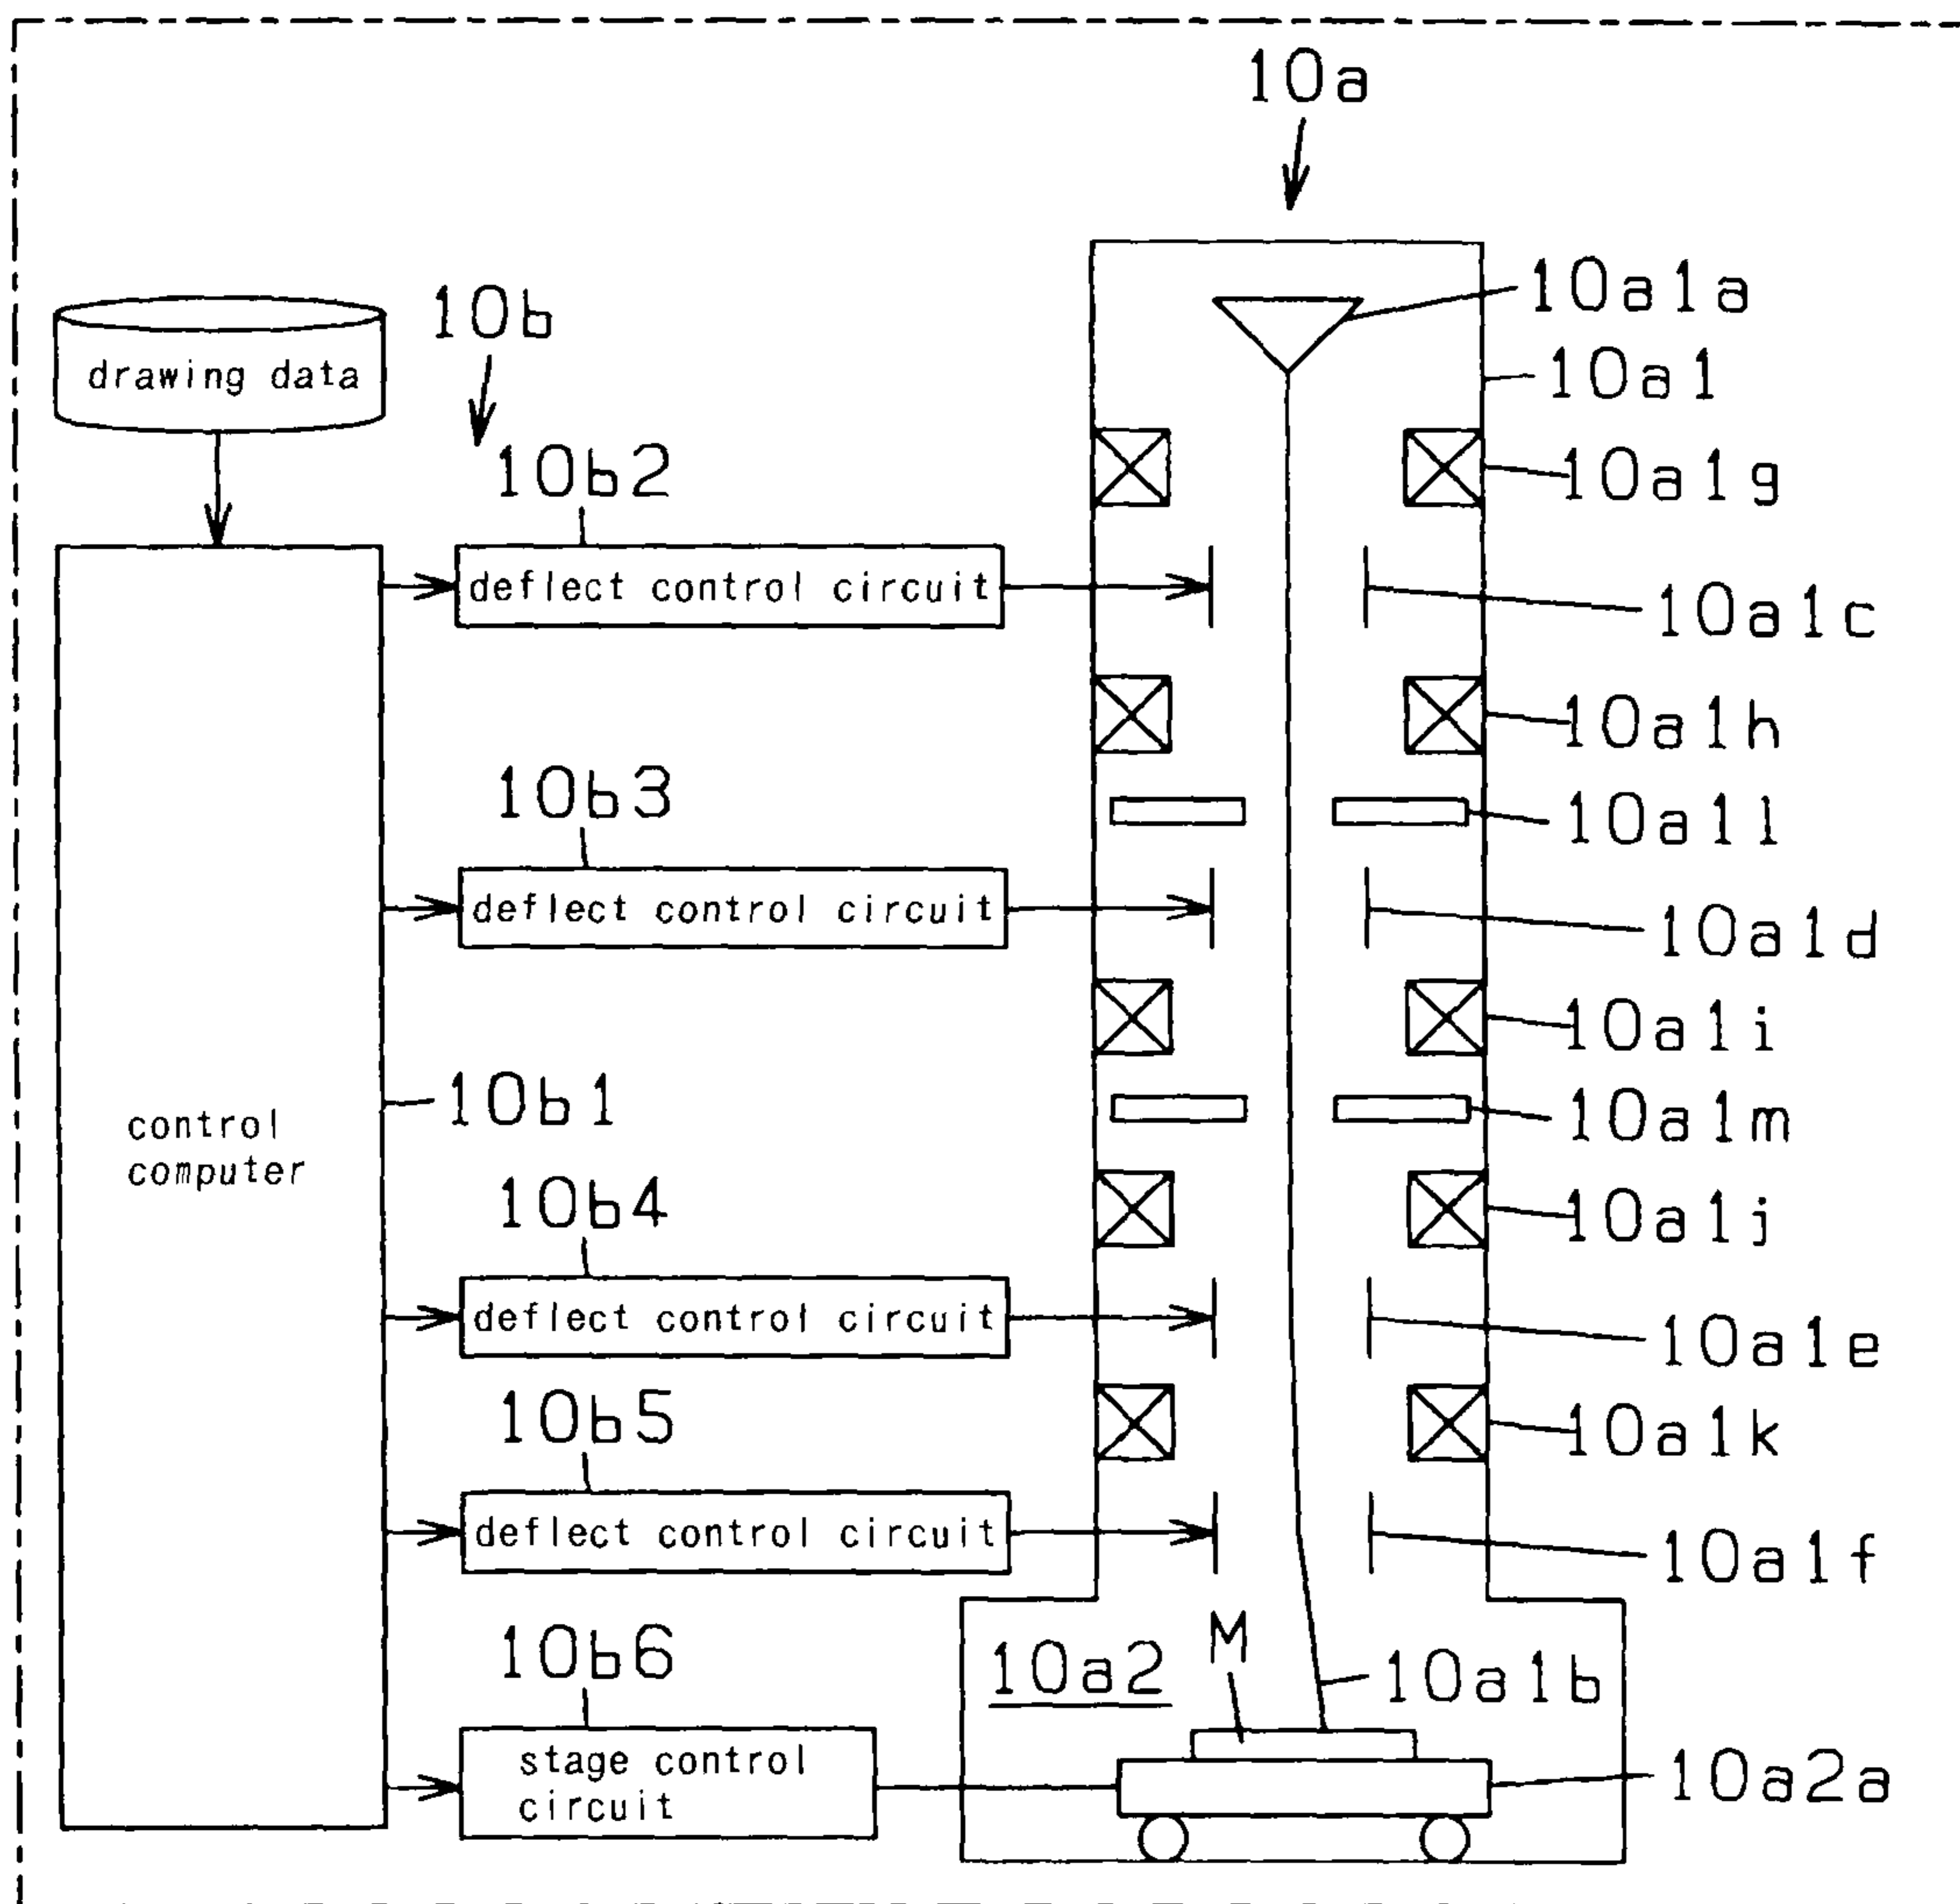 10a
10a1a
drawing data
10b
10a1
10b2
10a1g
deflect control circuit
10a1c
10a1h
10b3
10a1l
deflect control circuit
10a1d
10a1i
10b1
10a1m
control
computer
10b4
10a1j
deflect control circuit
10a1e
10b5
10a1k
deflect control circuit
10a1f
10b6
M
10a2
10a1b
stage control
circuit
10a2a